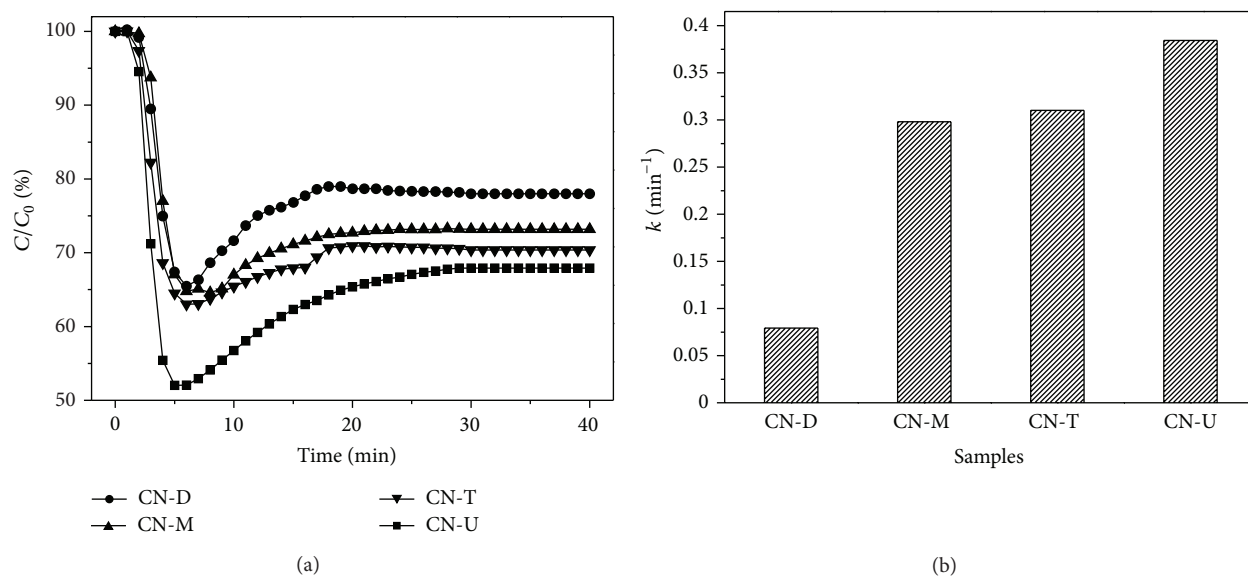 100
90
80
70
60
50
C/C₀ (%)
0 10 20 30 40
Time (min)
CN-D
CN-M
CN-T
CN-U
(a)
0.4
0.35
0.3
0.25
0.2
0.15
0.1
0.05
0
k (min⁻¹)
CN-D CN-M CN-T CN-U
Samples
(b)